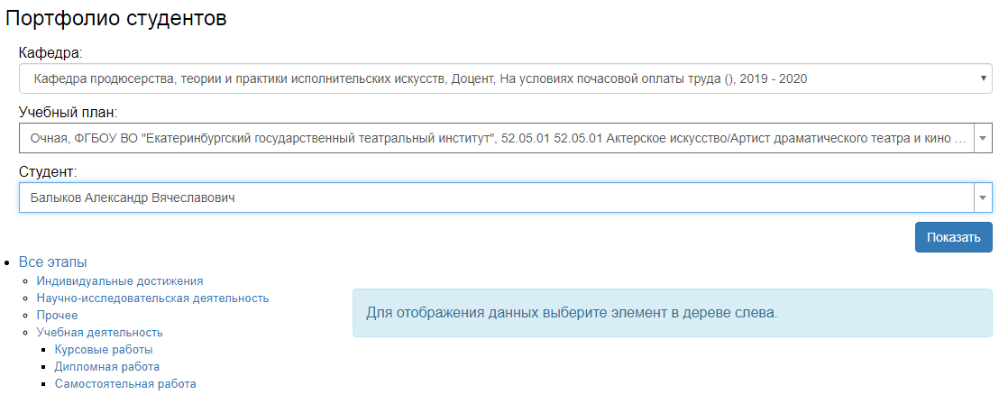 Портфолио студентов
Кафедра:
Кафедра продюсерства, теории и практики исполнительских искусств, Доцент, На условиях почасовой оплаты труда (), 2019 - 2020
Учебный план:
Очная, ФГБОУ ВО "Екатеринбургский государственный театральный институт", 52.05.01 52.05.01 Актерское искусство/Артист драматического театра и кино ...
Студент:
Балыков Александр Вячеславович
Показать
Все этапы
Индивидуальные достижения
Научно-исследовательская деятельность
Прочее
Учебная деятельность
Курсовые работы
Дипломная работа
Самостоятельная работа
Для отображения данных выберите элемент в дереве слева.